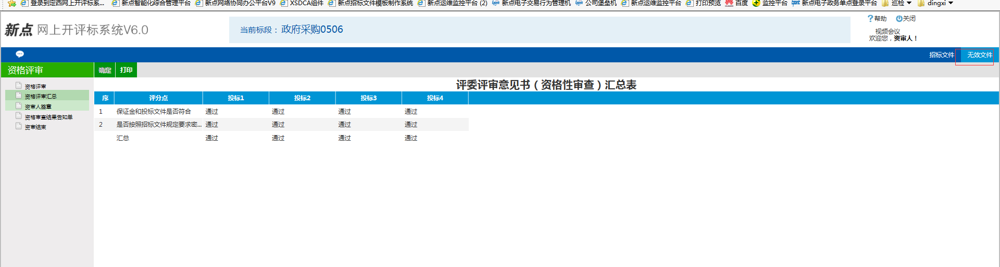 登录到定西网上开评标系... 新点智能化综合管理平台 新点网络协同办公平台V9 XSDCA组件 新点招标文件模板制作系统 新点运维监控平台 (2) 新点电子交易行为管理机 公司堡垒机 新点运维监控平台 打印预览 百度 监控平台 新点电子政务单点登录平台 巡检 dingxi
新点 网上开评标系统V6.0
当前标段： 政府采购0506
帮助 关闭
视频会议
欢迎您，资审人！
招标文件 无效文件
资格评审
确定 打印
资格评审
资格评审汇总
资审人签章
资格审查结果告知单
资审结束
评委评审意见书（资格性审查）汇总表
序 评分点 投标1 投标2 投标3 投标4
1 保证金和投标文件是否符合 通过 通过 通过 通过
2 是否按照招标文件规定要求密... 通过 通过 通过 通过
汇总 通过 通过 通过 通过